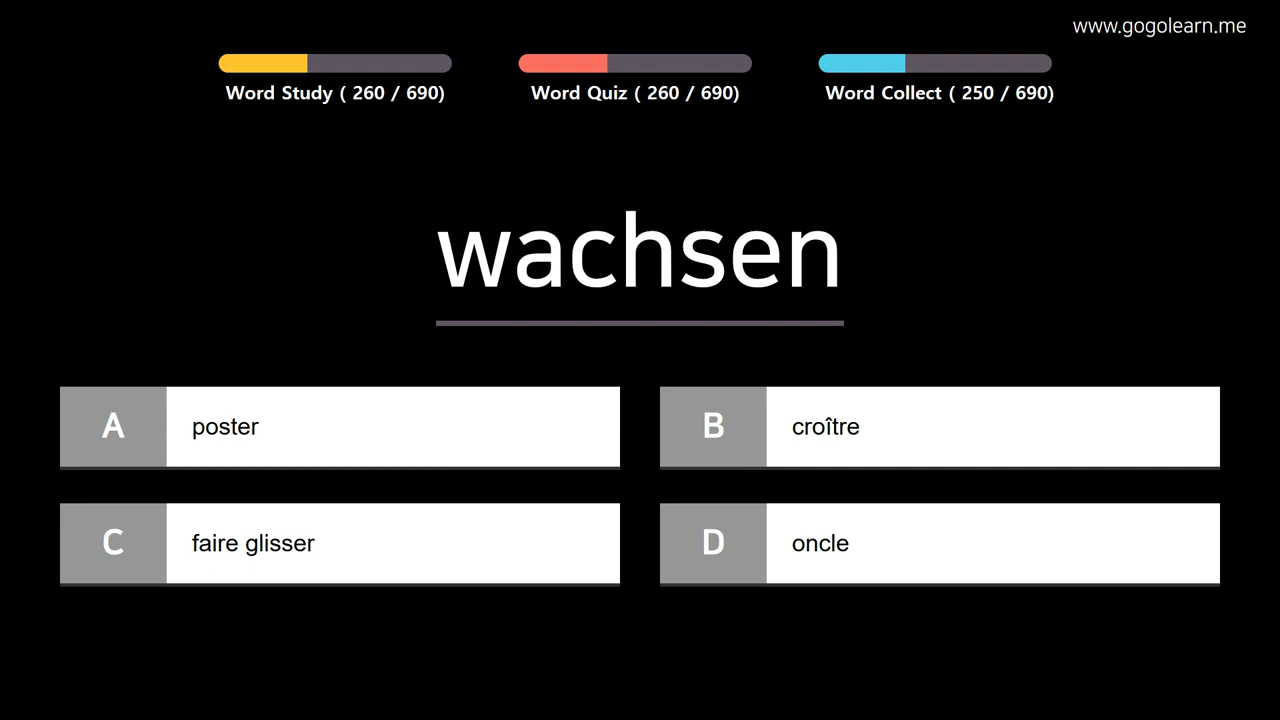 www.gogolearn.me
Word Study ( 260 / 690)
Word Quiz ( 260 / 690)
Word Collect ( 250 / 690)
wachsen
A poster
B croître
C faire glisser
D oncle